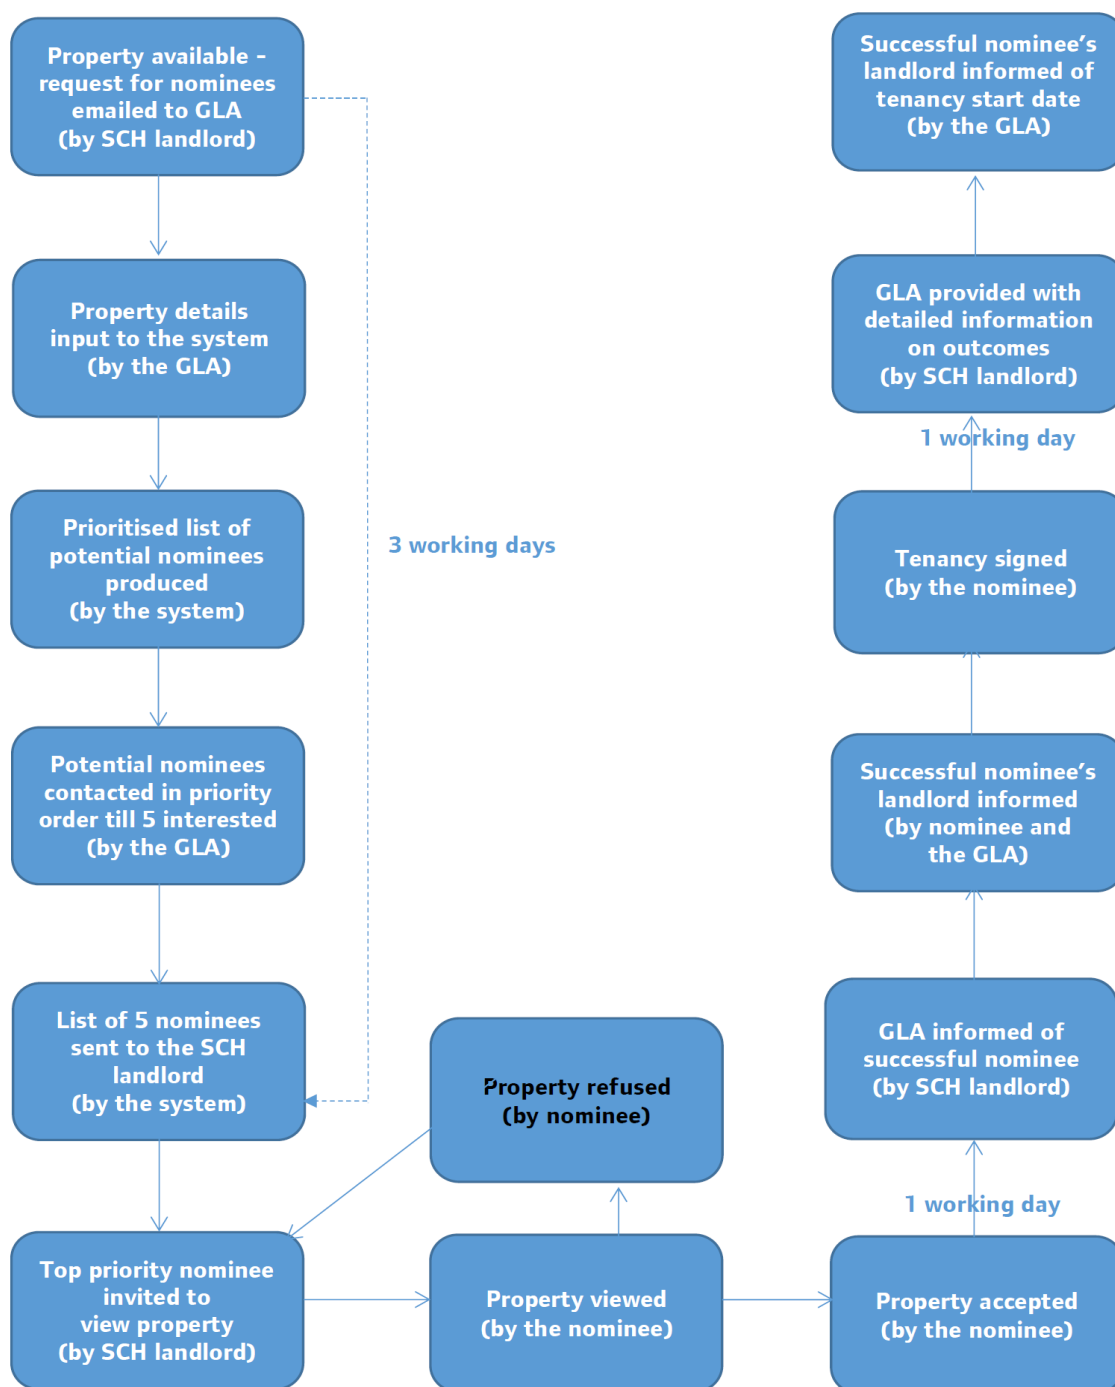 Property available –
request for nominees
emailed to GLA
(by SCH landlord)
Property details
input to the system
(by the GLA)
Prioritised list of
potential nominees
produced
(by the system)
3 working days
Potential nominees
contacted in priority
order till 5 interested
(by the GLA)
List of 5 nominees
sent to the SCH
landlord
(by the system)
Top priority nominee
invited to
view property
(by SCH landlord)
Property viewed
(by the nominee)
Property refused
(by nominee)
Property accepted
(by the nominee)
1 working day
GLA informed of
successful nominee
(by SCH landlord)
Successful nominee’s
landlord informed
(by nominee and
the GLA)
Tenancy signed
(by the nominee)
1 working day
GLA provided with
detailed information
on outcomes
(by SCH landlord)
Successful nominee’s
landlord informed of
tenancy start date
(by the GLA)